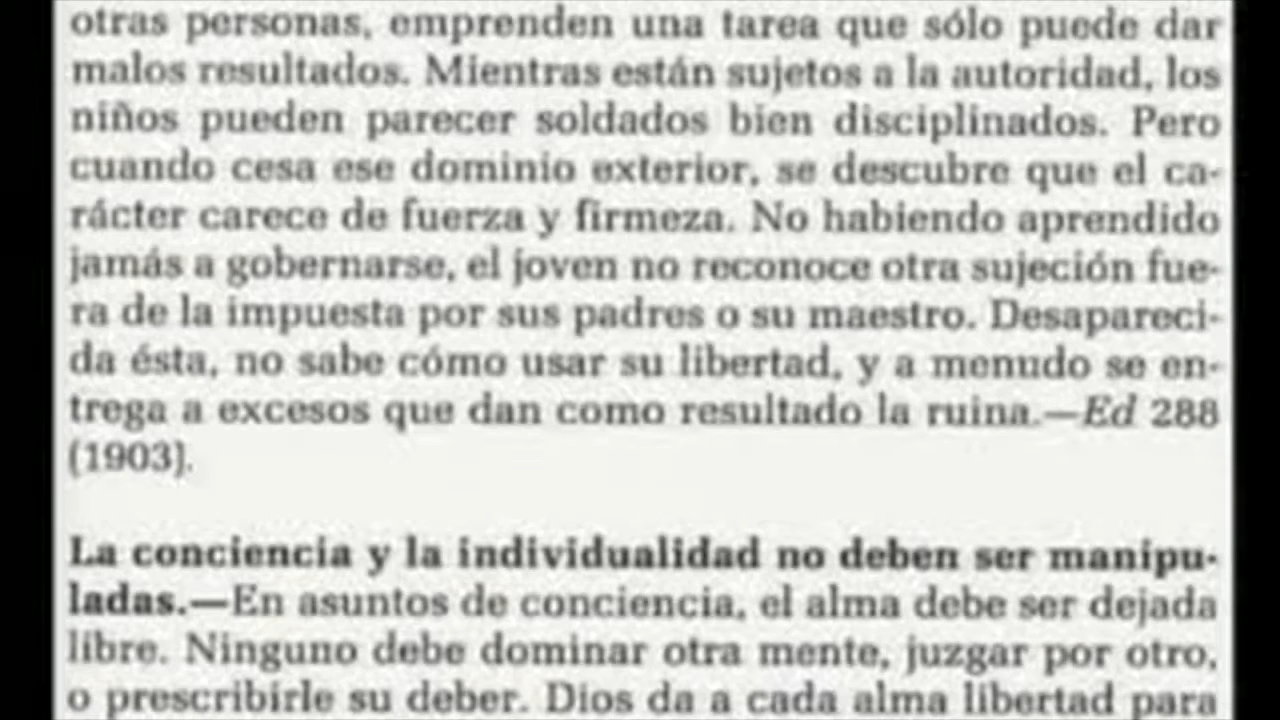 otras personas, emprenden una tarea que sólo puede dar
malos resultados. Mientras están sujetos a la autoridad, los
niños pueden parecer soldados bien disciplinados. Pero
cuando cesa ese dominio exterior, se descubre que el ca-
rácter carece de fuerza y firmeza. No habiendo aprendido
jamás a gobernarse, el joven no reconoce otra sujeción fue-
ra de la impuesta por sus padres o su maestro. Desapareci-
da ésta, no sabe cómo usar su libertad, y a menudo se en-
trega a excesos que dan como resultado la ruina.—Ed 288
(1903).
La conciencia y la individualidad no deben ser manipu-
ladas.—En asuntos de conciencia, el alma debe ser dejada
libre. Ninguno debe dominar otra mente, juzgar por otro,
o prescribirle su deber. Dios da a cada alma libertad para